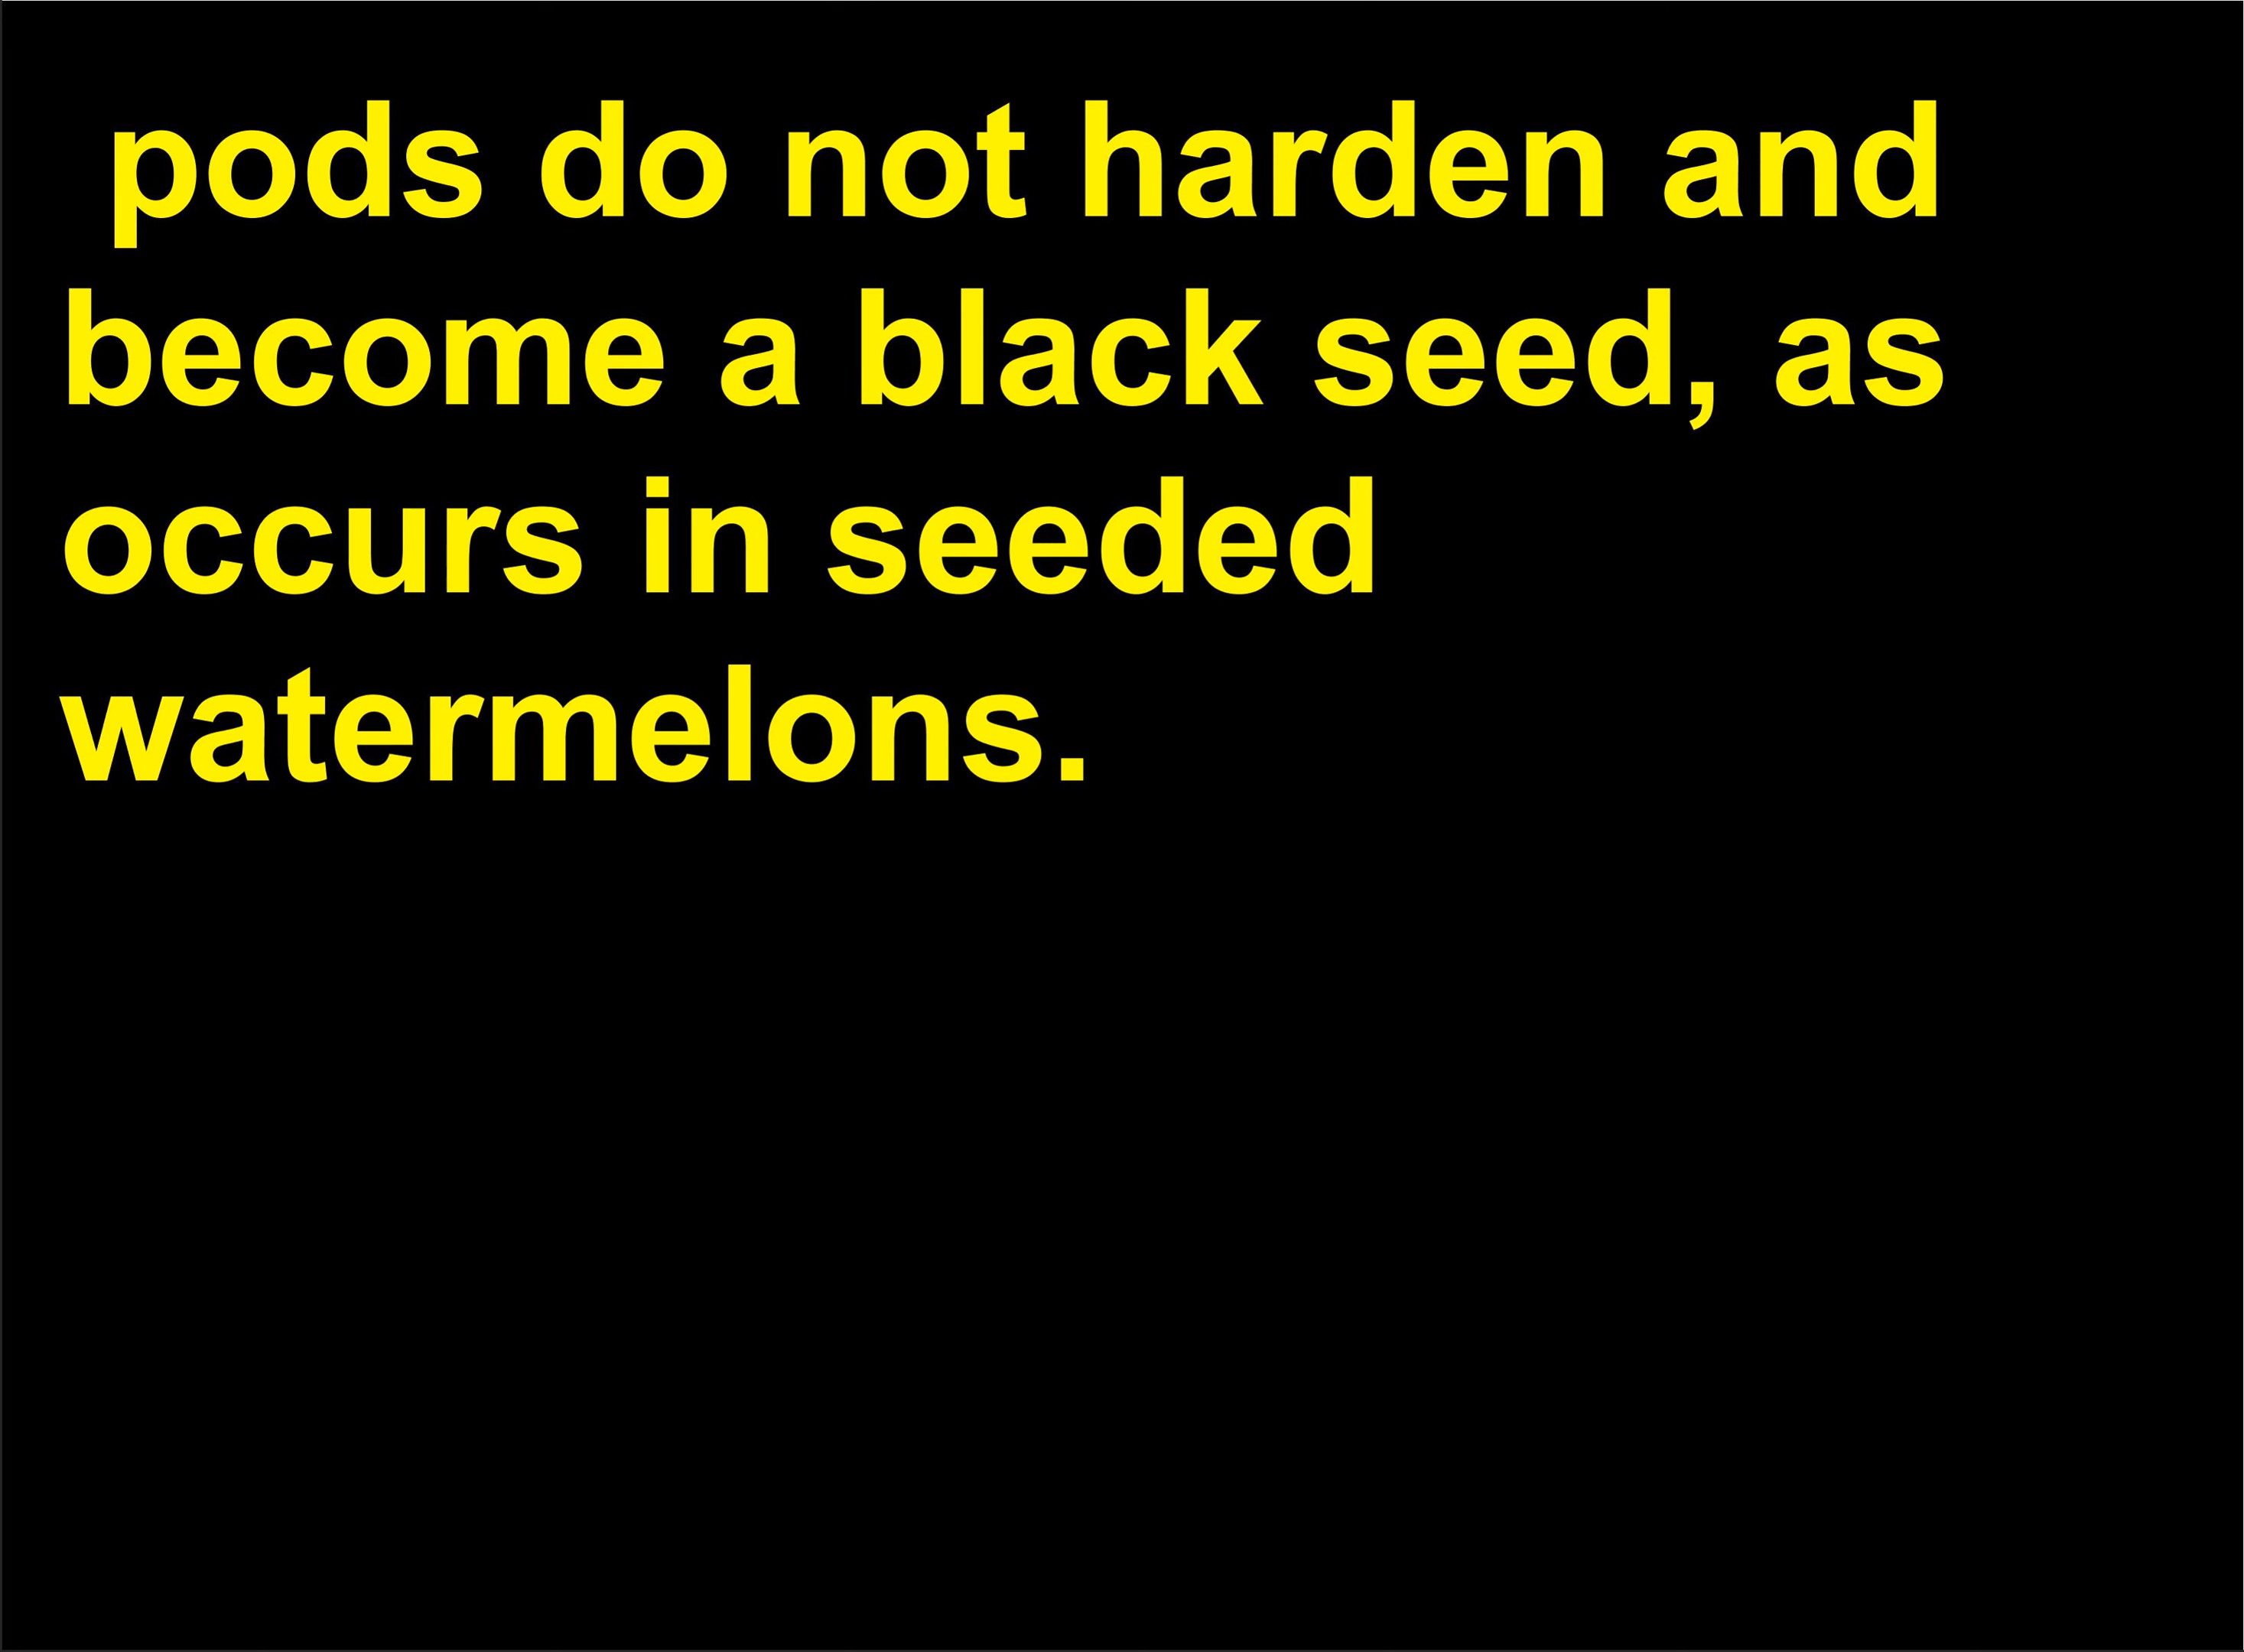 pods do not harden and
become a black seed, as
occurs in seeded
watermelons.